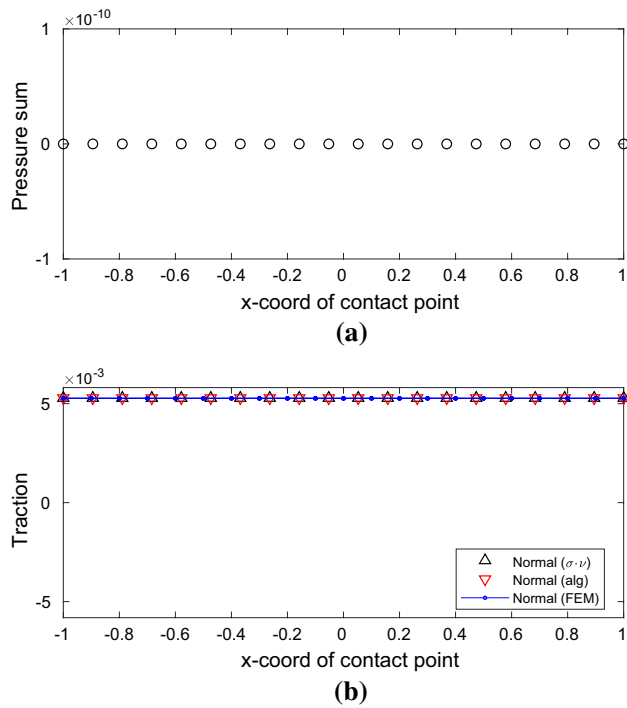 ×10⁻¹⁰
1
0
-1
Pressure sum
-1 -0.8 -0.6 -0.4 -0.2 0 0.2 0.4 0.6 0.8 1
x-coord of contact point
(a)
×10⁻³
5
0
-5
Traction
Normal (σ·ν)
Normal (alg)
Normal (FEM)
-1 -0.8 -0.6 -0.4 -0.2 0 0.2 0.4 0.6 0.8 1
x-coord of contact point
(b)